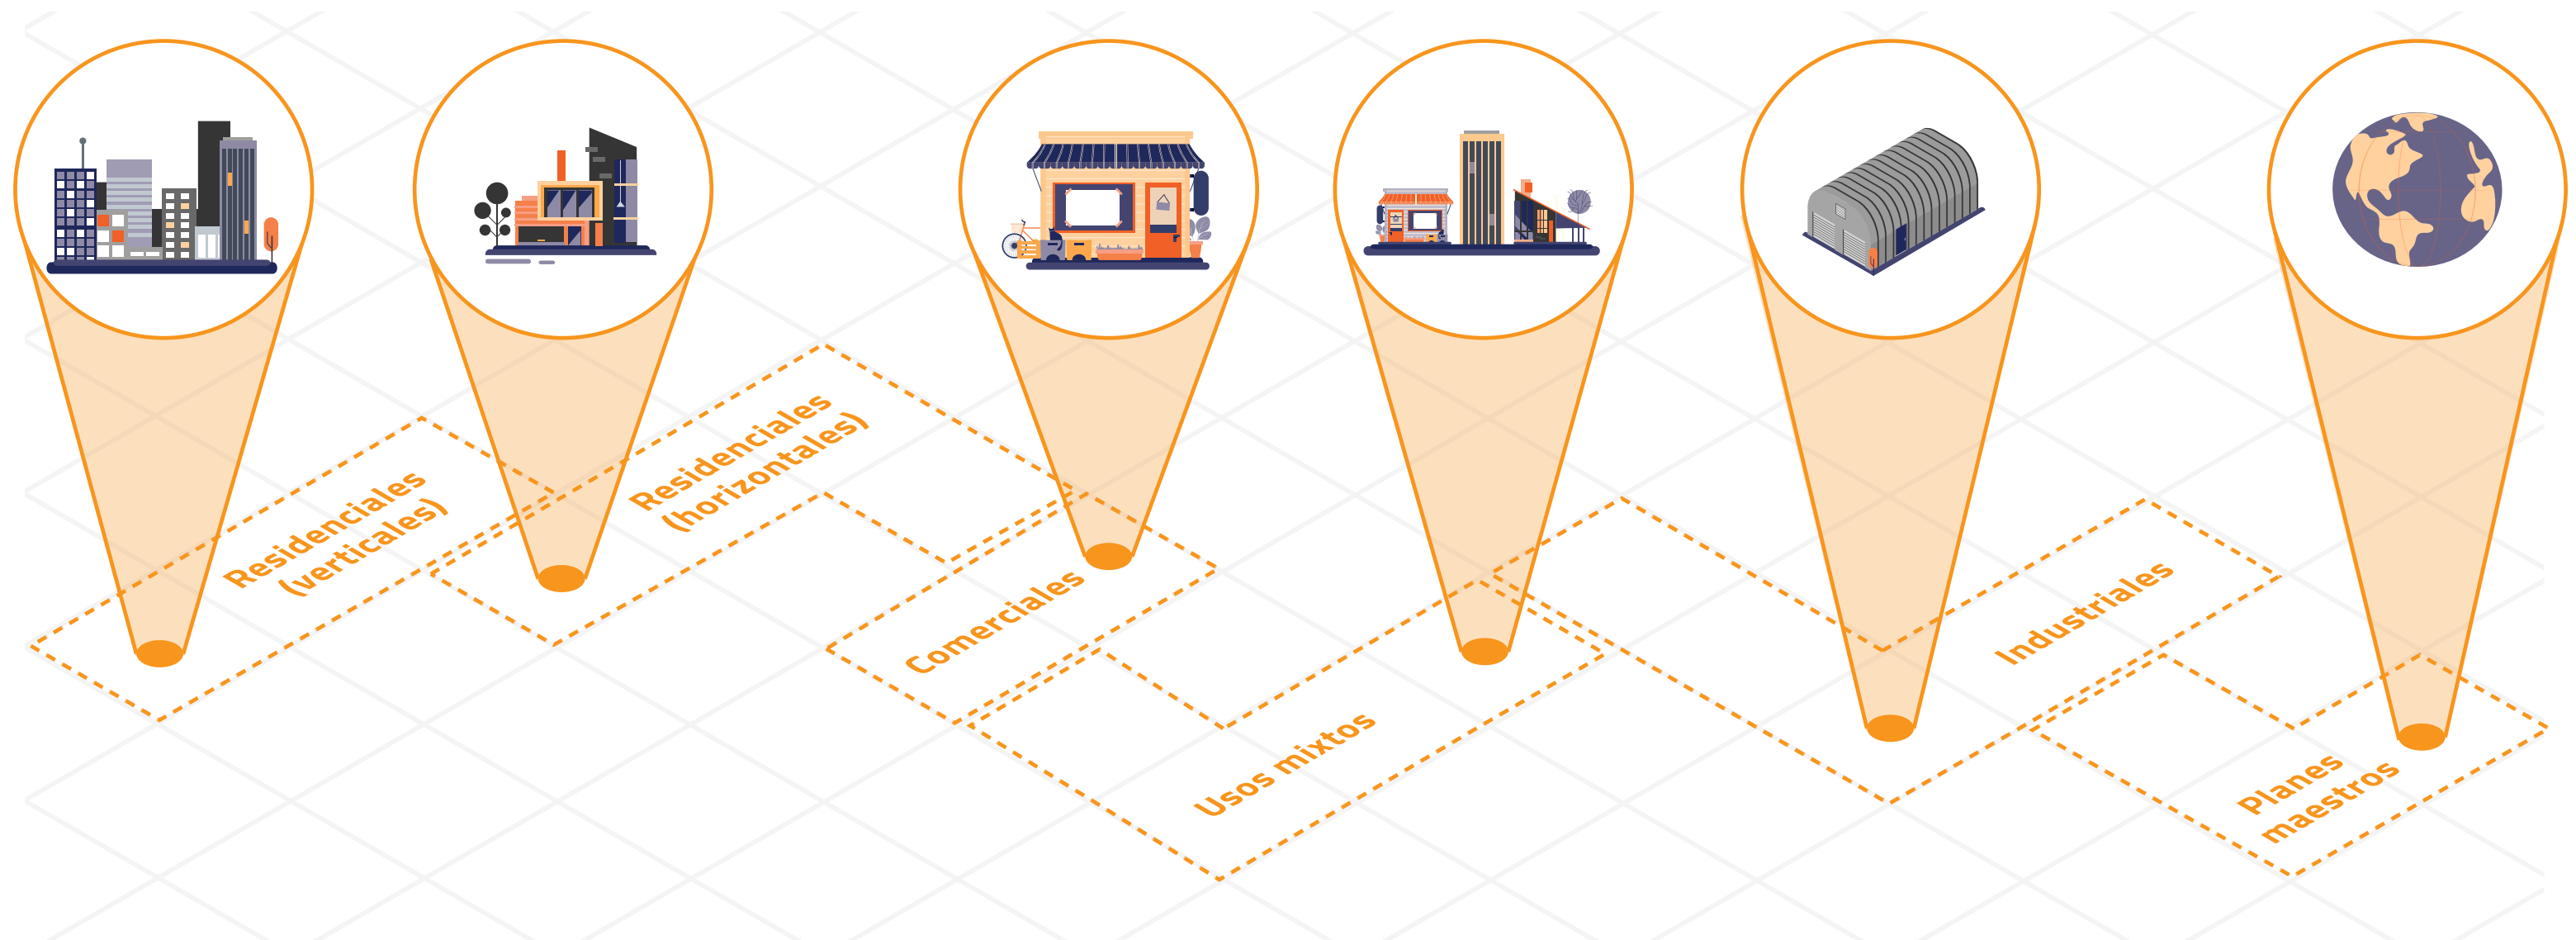 Residenciales
(verticales)
Residenciales
(horizontales)
Comerciales
Usos mixtos
Industriales
Planes
maestros